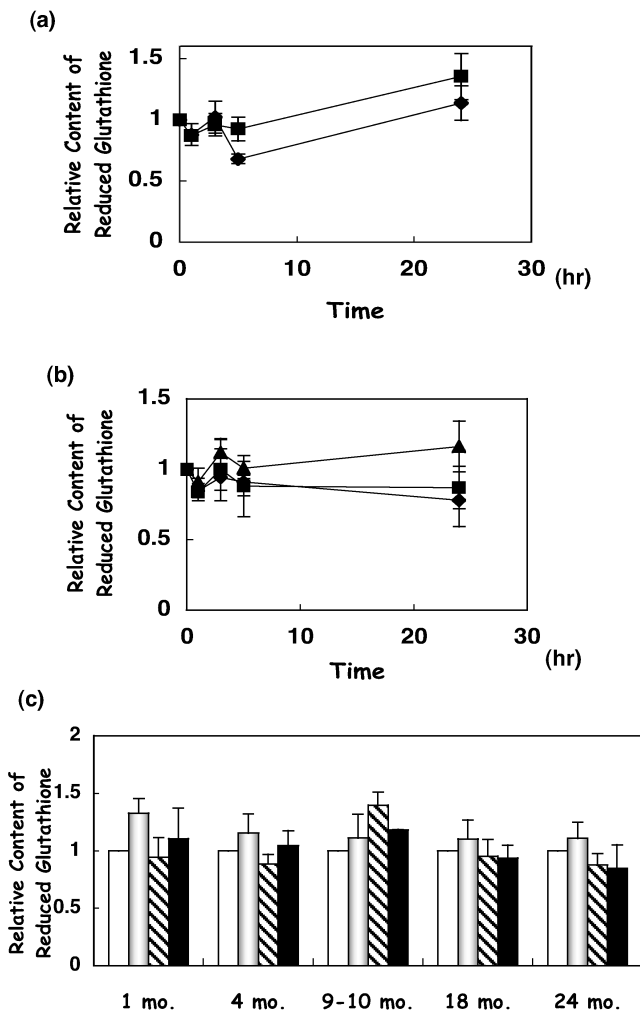 (a)
Relative Content of
Reduced Glutathione
1.5
1
0.5
0
0 10 20 30 (hr)
Time
(b)
Relative Content of
Reduced Glutathione
1.5
1
0.5
0
0 10 20 30
(hr)
Time
(c)
Relative Content of
Reduced Glutathione
2
1.5
1
0.5
0
1 mo. 4 mo. 9-10 mo. 18 mo. 24 mo.